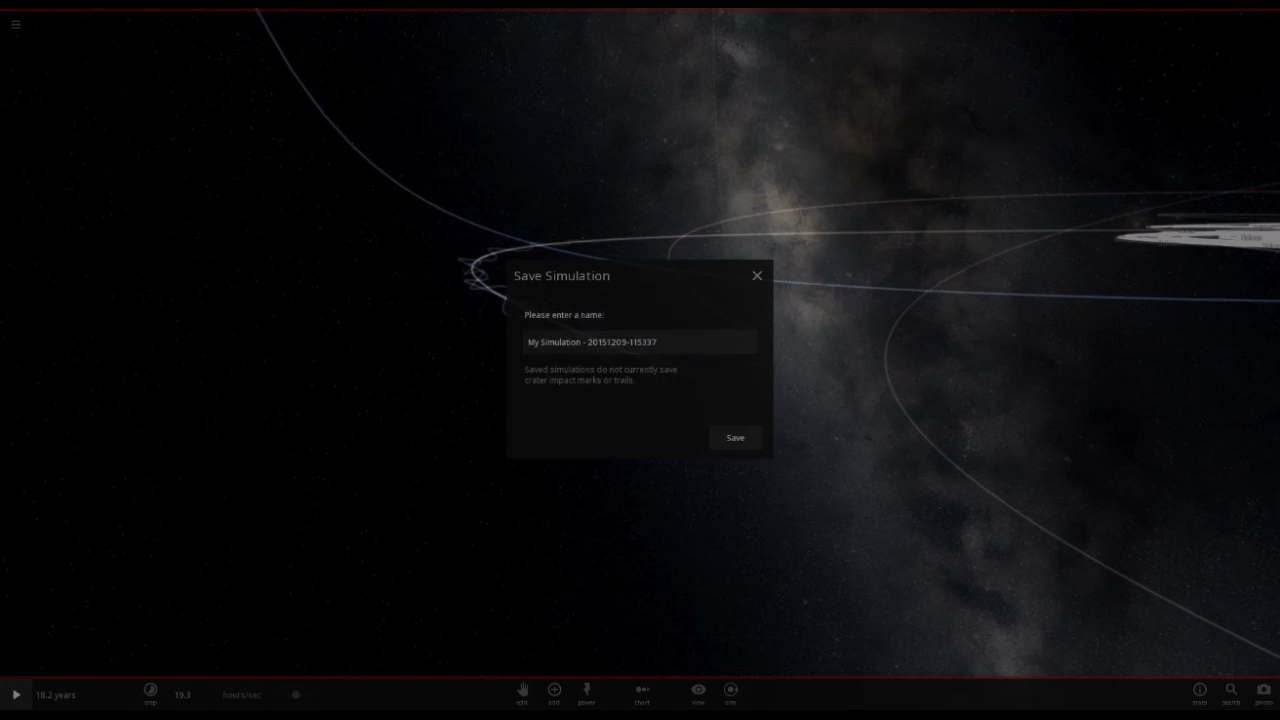 Save Simulation
Please enter a name:
My Simulation - 20151209-115337
Saved simulations do not currently save
crater impact marks or trails.
Save
18.2 years
step
19.3
hours/sec
edit
add
power
chart
view
sim
stats
search
photo